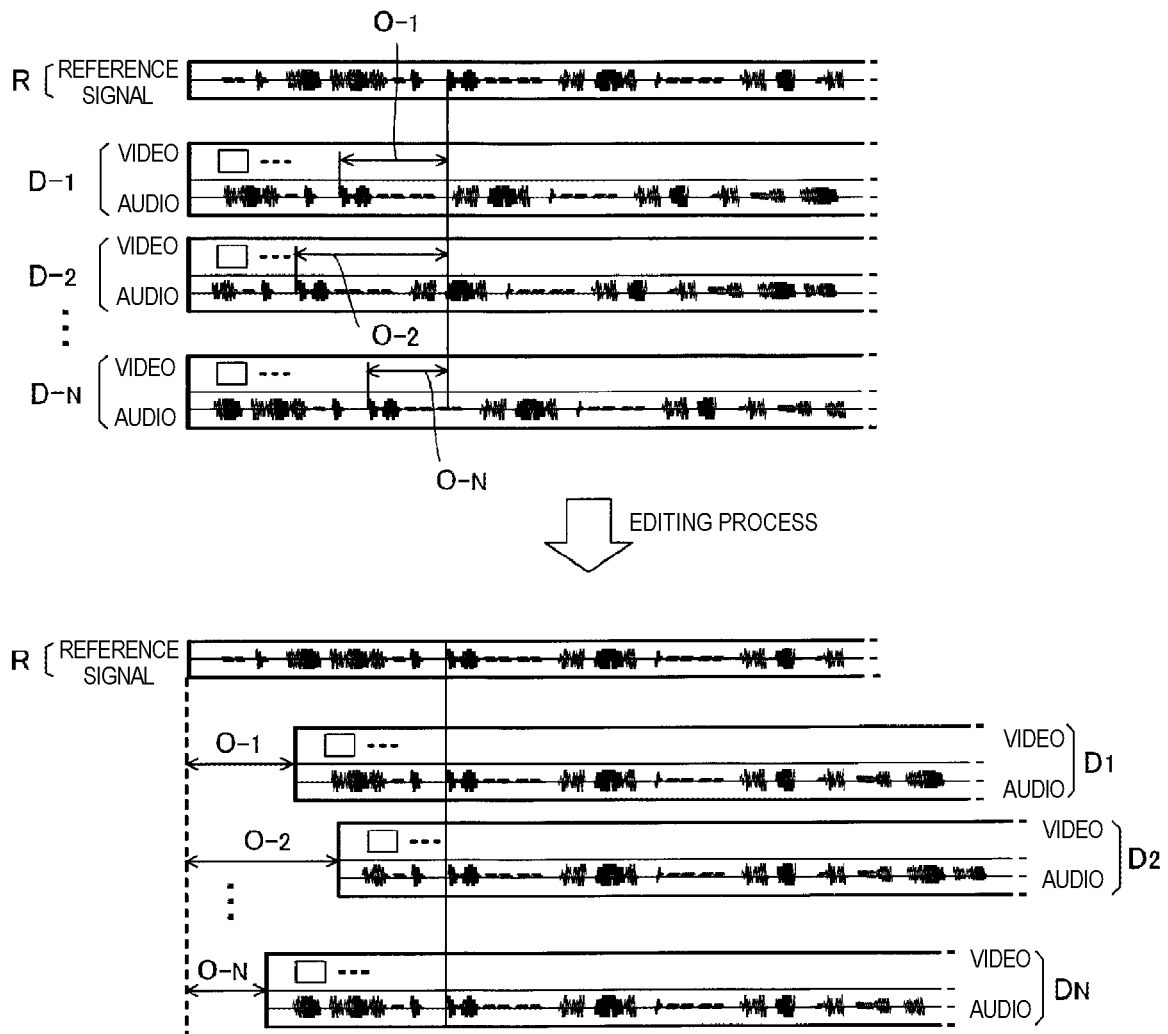 O-1
R
REFERENCE
SIGNAL
D-1
VIDEO
AUDIO
D-2
VIDEO
AUDIO
O-2
D-N
VIDEO
AUDIO
O-N
EDITING PROCESS
R
REFERENCE
SIGNAL
O-1
VIDEO
AUDIO
D1
O-2
VIDEO
AUDIO
D2
O-N
VIDEO
AUDIO
DN